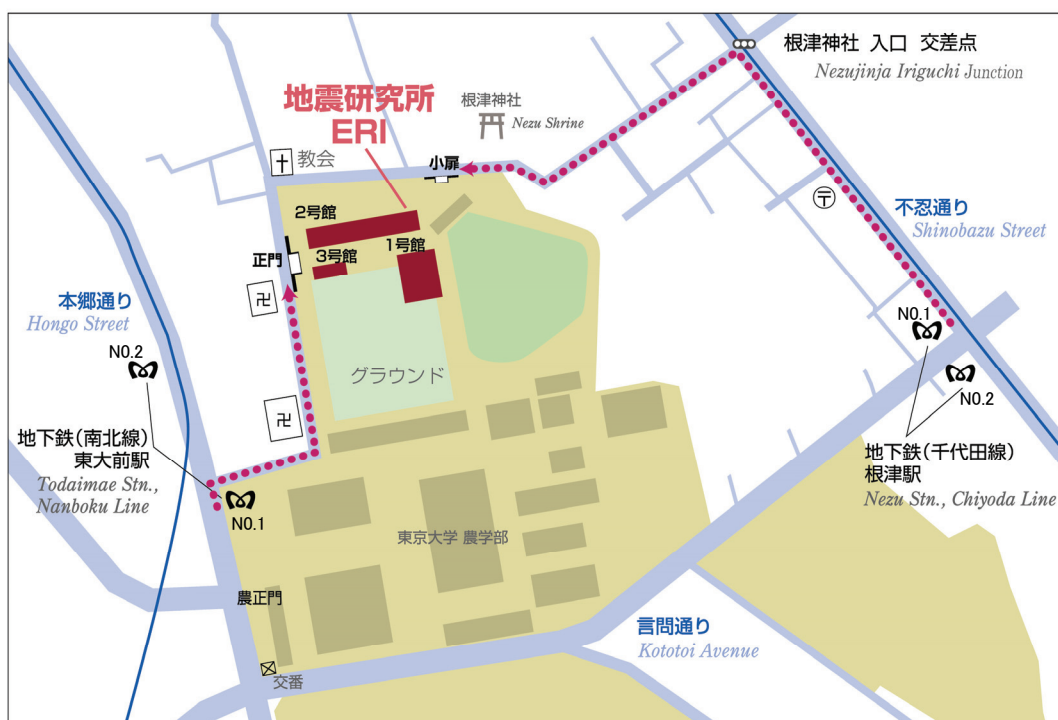 根津神社 入口 交差点
Nezujinja Iriguchi Junction
地震研究所
ERI
根津神社
Nezu Shrine
教会
小扉
2号館
1号館
3号館
正門
卍
不忍通り
Shinobazu Street
本郷通り
Hongo Street
N0.1
N0.2
N0.2
グラウンド
卍
地下鉄(南北線)
東大前駅
Todaimae Stn.,
Nanboku Line
N0.1
地下鉄(千代田線)
根津駅
Nezu Stn., Chiyoda Line
東京大学 農学部
農正門
言問通り
Kototoi Avenue
交番